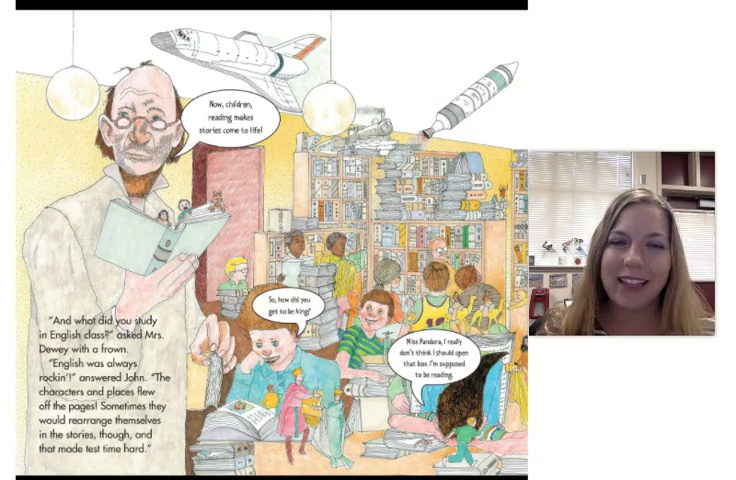 Now, children,
reading makes
stories come to life!
So, how did you
get to be king?
Miss Pandora, I really
don't think I should open
that box. I'm supposed
to be reading.
"And what did you study
in English class?" asked Mrs.
Dewey with a frown.
"English was always
rockin'!" answered John. "The
characters and places flew
off the pages! Sometimes they
would rearrange themselves
in the stories, though, and
that made test time hard."